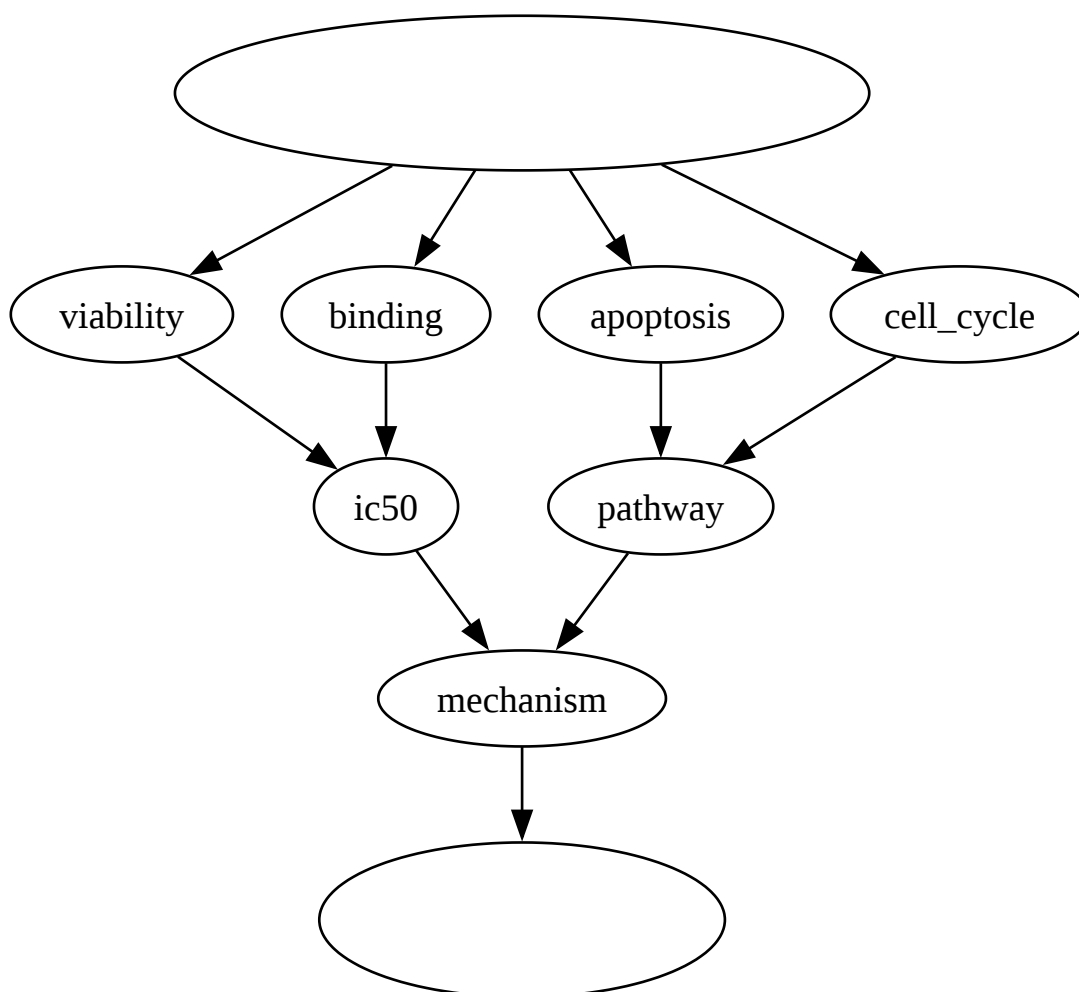 viability
binding
apoptosis
cell_cycle
ic50
pathway
mechanism